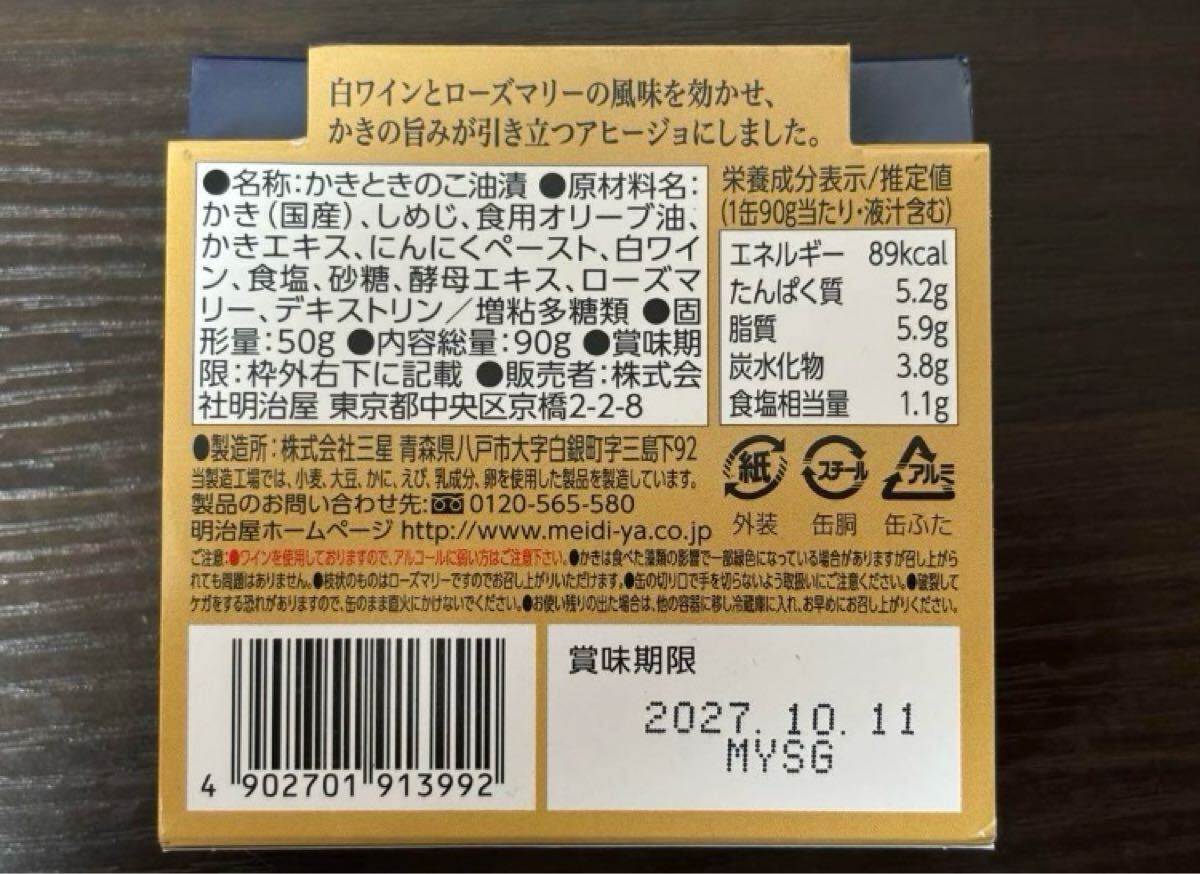 白ワインとローズマリーの風味を効かせ、
かきの旨みが引き立つアヒージョにしました。
●名称:かきときのこ油漬 ●原材料名:
かき(国産)、しめじ、食用オリーブ油、
かきエキス、にんにくペースト、白ワイ
ン、食塩、砂糖、酵母エキス、ローズマ
リー、デキストリン/増粘多糖類 ●固
形量:50g ●内容総量:90g ●賞味期
限:枠外右下に記載 ●販売者:株式会
社明治屋 東京都中央区京橋2-2-8
栄養成分表示/推定値
(1缶90g当たり・液汁含む)
エネルギー 89kcal
たんぱく質 5.2g
脂質 5.9g
炭水化物 3.8g
食塩相当量 1.1g
●製造所:株式会社三星 青森県八戸市大字白銀町字三島下92
当製造工場では、小麦、大豆、かに、えび、乳成分、卵を使用した製品を製造しています。
製品のお問い合わせ先:0120-565-580
明治屋ホームページ http://www.meidi-ya.co.jp
紙 スチール アルミ
外装 缶胴 缶ふた
ご注意:●ワインを使用しておりますので、アルコールに弱い方はご注意下さい。●かきは食べた藻類の影響で一部緑色になっている場合がありますが召し上がら
れても問題はありません。●枝状のものはローズマリーですのでお召し上がりいただけます。●缶の切り口で手を切らないよう取扱いにご注意ください。●破裂して
ケガをする恐れがありますので、缶のまま直火にかけないでください。●お使い残りの出た場合は、他の容器に移し冷蔵庫に入れ、お早めにお召し上がりください。
4 902701 913992
賞味期限
2027.10.11
MYSG